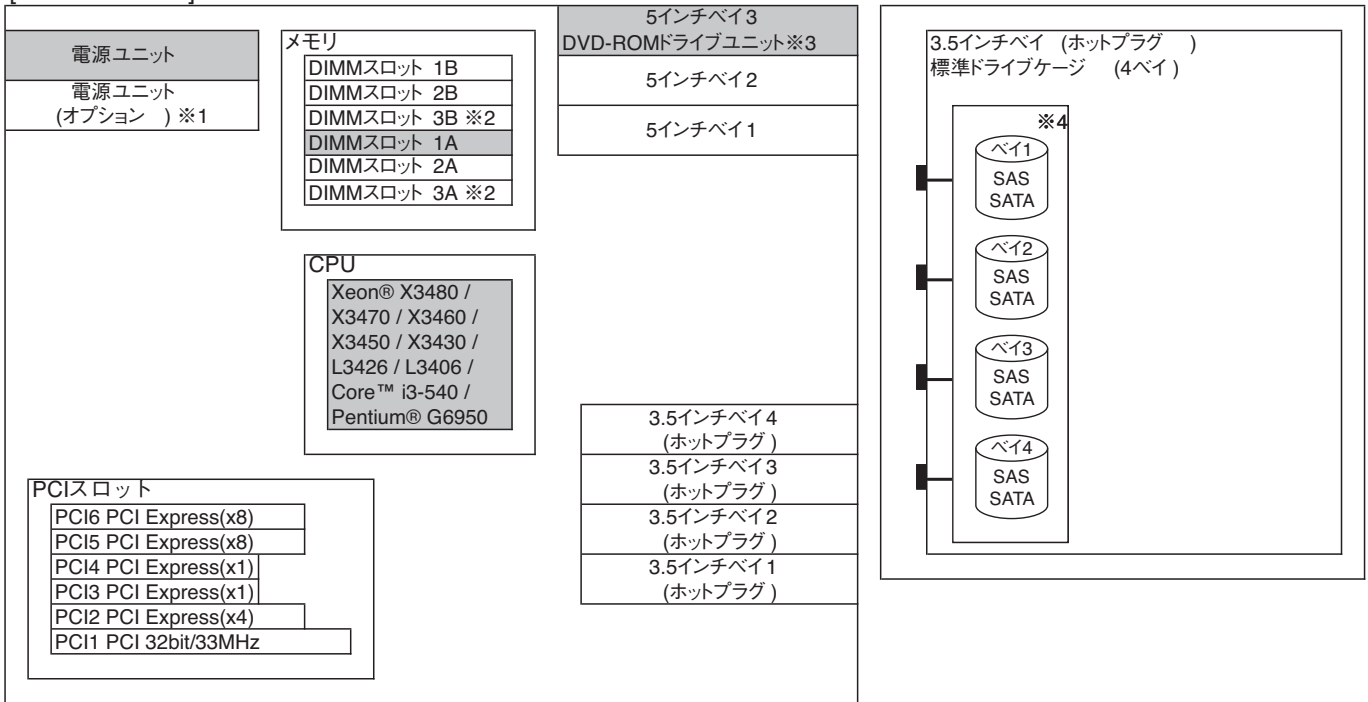 電源ユニット
電源ユニット
(オプション ) ※1
メモリ
DIMMスロット 1B
DIMMスロット 2B
DIMMスロット 3B ※2
DIMMスロット 1A
DIMMスロット 2A
DIMMスロット 3A ※2
CPU
Xeon® X3480 /
X3470 / X3460 /
X3450 / X3430 /
L3426 / L3406 /
Core™ i3-540 /
Pentium® G6950
PCIスロット
PCI6 PCI Express(x8)
PCI5 PCI Express(x8)
PCI4 PCI Express(x1)
PCI3 PCI Express(x1)
PCI2 PCI Express(x4)
PCI1 PCI 32bit/33MHz
5インチベイ3
DVD-ROMドライブユニット※3
5インチベイ2
5インチベイ1
3.5インチベイ4
(ホットプラグ )
3.5インチベイ3
(ホットプラグ )
3.5インチベイ2
(ホットプラグ )
3.5インチベイ1
(ホットプラグ )
3.5インチベイ (ホットプラグ )
標準ドライブケージ (4ベイ )
※4
ベイ1
SAS
SATA
ベイ2
SAS
SATA
ベイ3
SAS
SATA
ベイ4
SAS
SATA